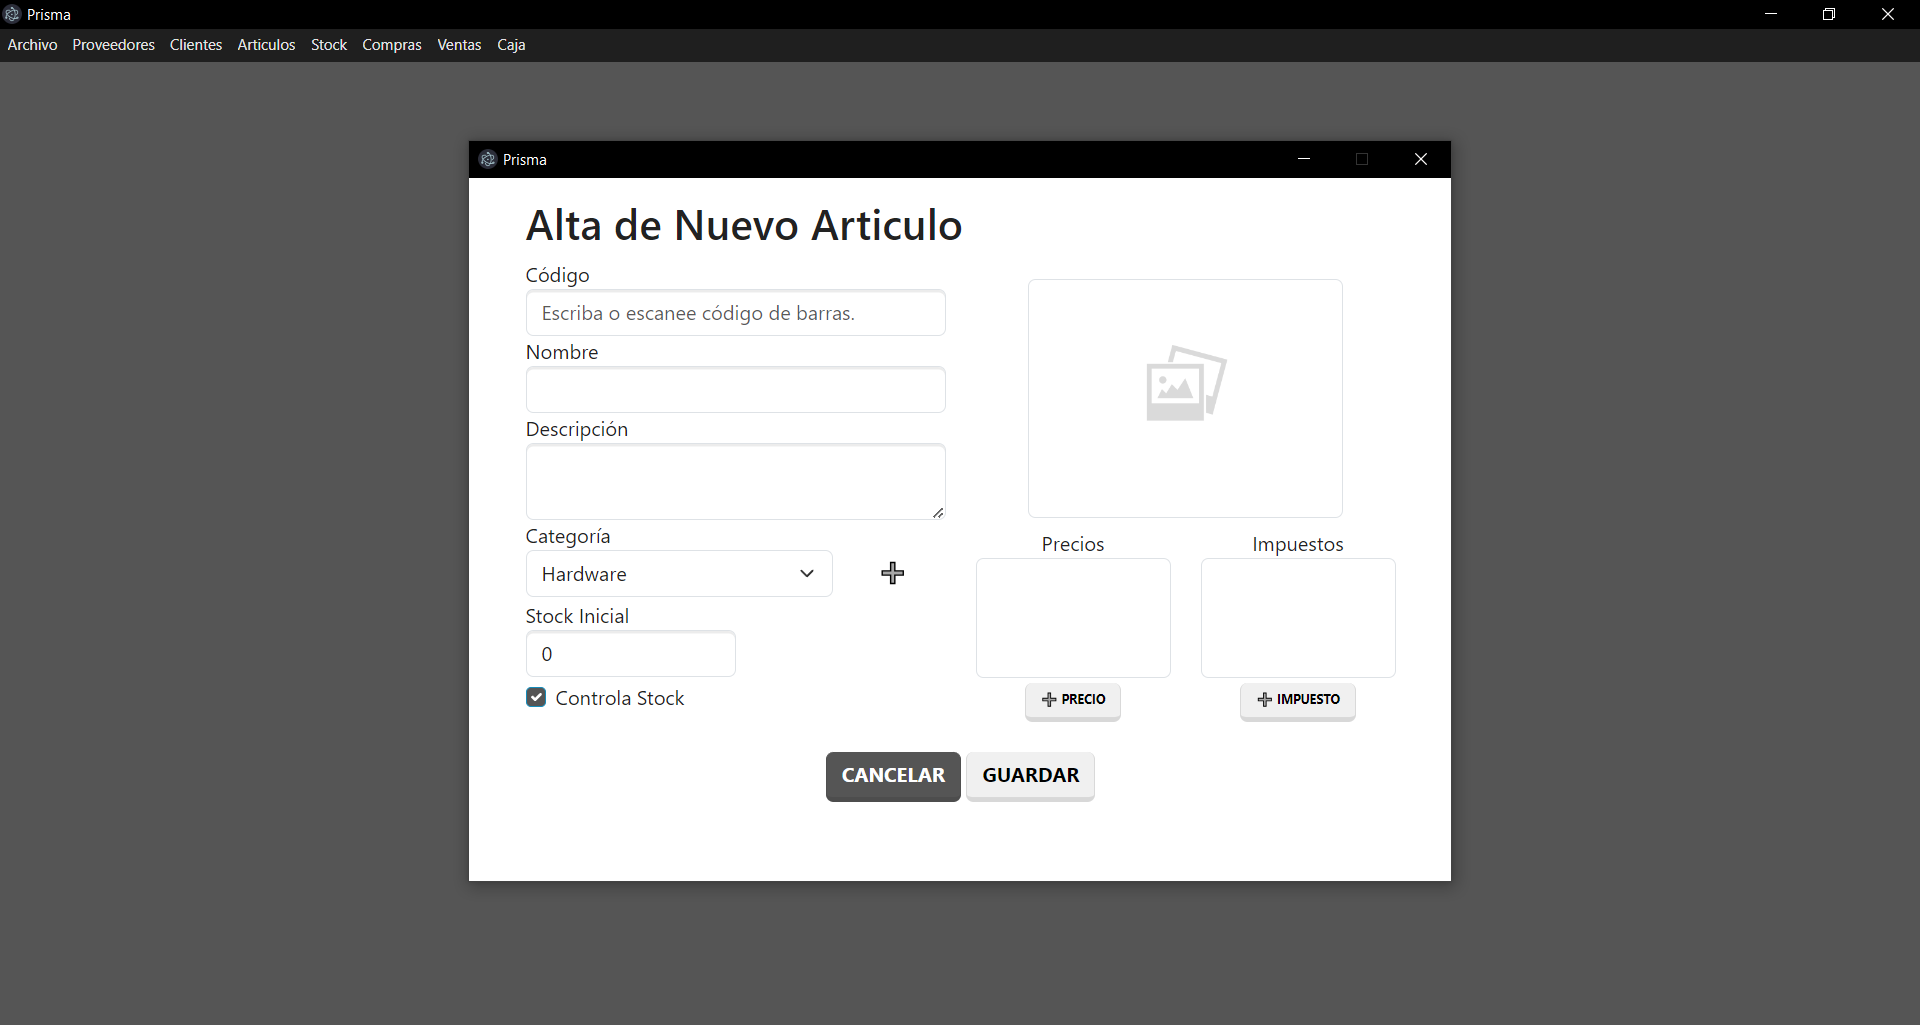 Prisma
Archivo Proveedores Clientes Articulos Stock Compras Ventas Caja
Prisma
Alta de Nuevo Articulo
Código
Escriba o escanee código de barras.
Nombre
Descripción
Categoría
Hardware
Stock Inicial
0
Controla Stock
Precios
Impuestos
PRECIO
IMPUESTO
CANCELAR
GUARDAR